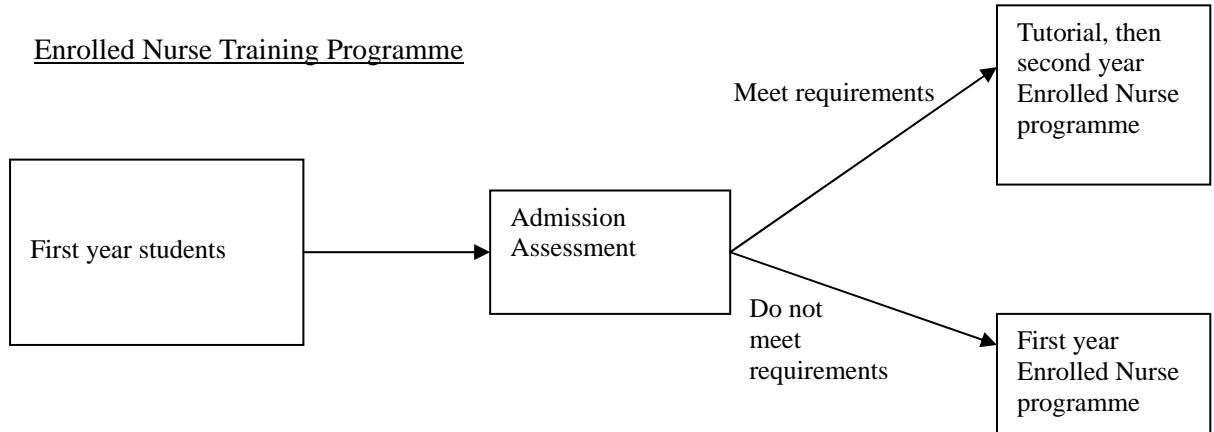 Enrolled Nurse Training Programme
First year students
Admission
Assessment
Meet requirements
Tutorial, then
second year
Enrolled Nurse
programme
Do not
meet
requirements
First year
Enrolled Nurse
programme